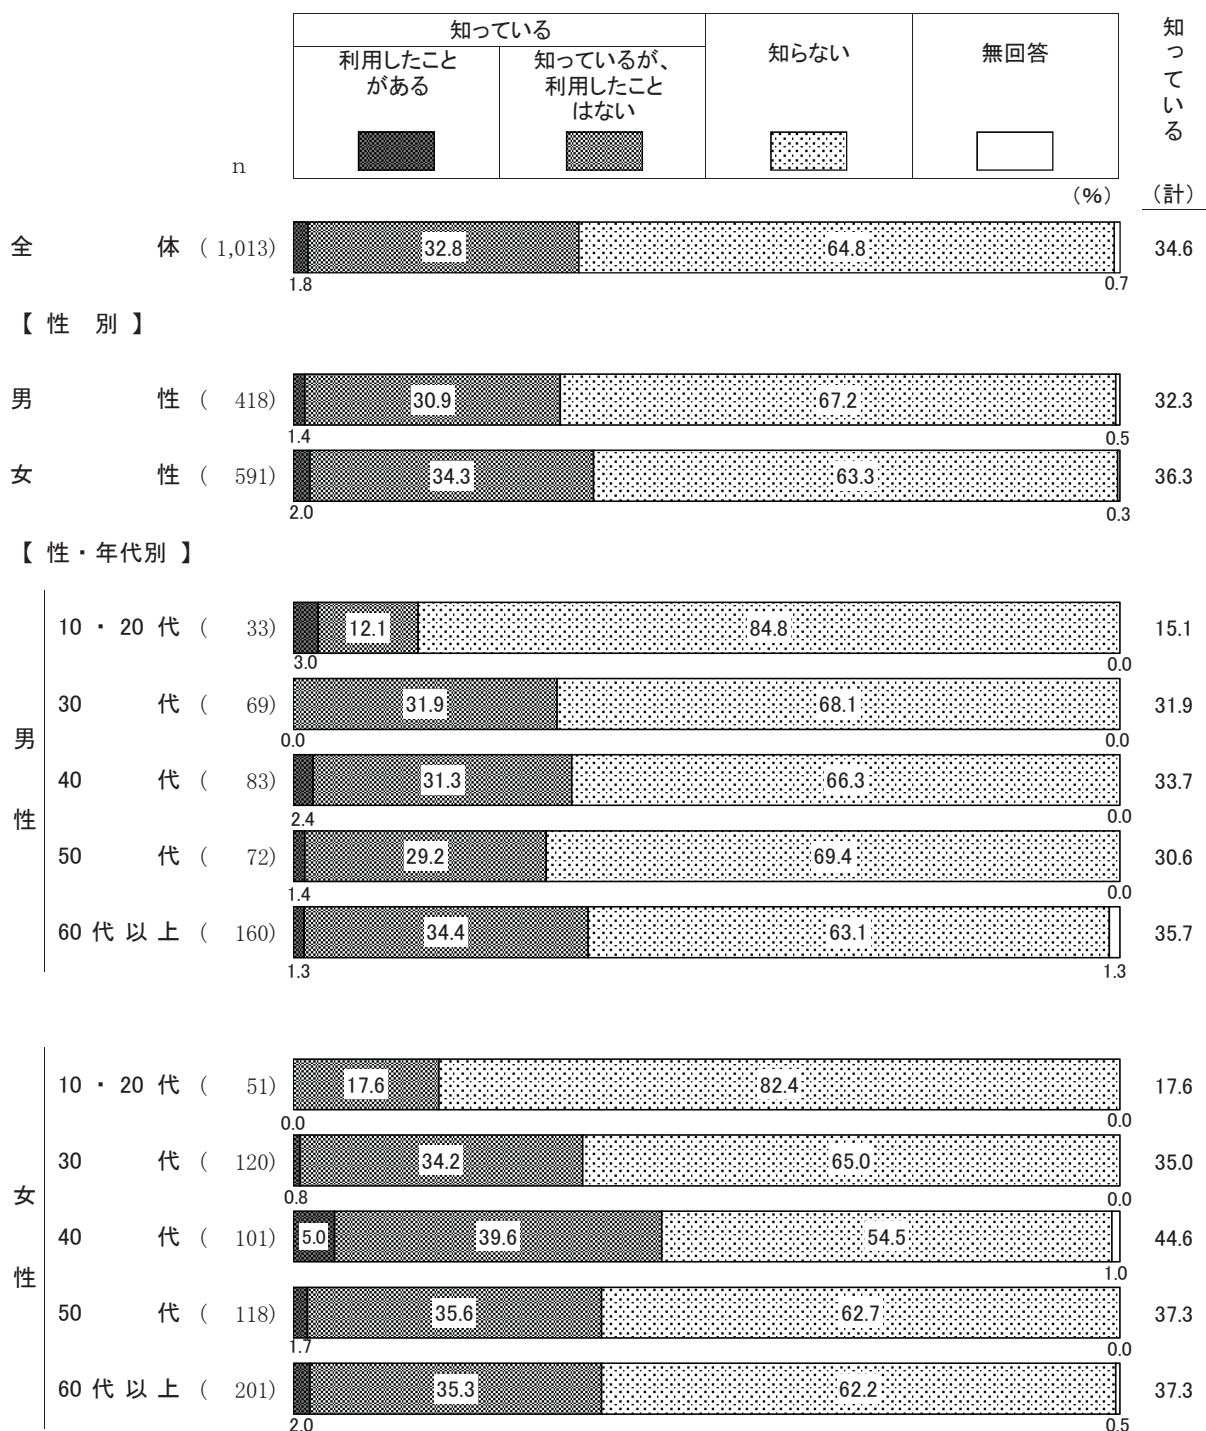 知っている
利用したこと
がある
知っているが、
利用したこと
はない
知らない
無回答
知っている
n
(%)
(計)
全 体 ( 1,013) 32.8 64.8 34.6
1.8 0.7
【 性 別 】
男 性 ( 418) 30.9 67.2 32.3
1.4 0.5
女 性 ( 591) 34.3 63.3 36.3
2.0 0.3
【 性・年代別 】
男性
10 ・ 20 代 ( 33) 12.1 84.8 15.1
3.0 0.0
30 代 ( 69) 31.9 68.1 31.9
0.0 0.0
40 代 ( 83) 31.3 66.3 33.7
2.4 0.0
50 代 ( 72) 29.2 69.4 30.6
1.4 0.0
60 代 以 上 ( 160) 34.4 63.1 35.7
1.3 1.3
女性
10 ・ 20 代 ( 51) 17.6 82.4 17.6
0.0 0.0
30 代 ( 120) 34.2 65.0 35.0
0.8 0.0
40 代 ( 101) 5.0 39.6 54.5 44.6
1.0
50 代 ( 118) 35.6 62.7 37.3
1.7 0.0
60 代 以 上 ( 201) 35.3 62.2 37.3
2.0 0.5